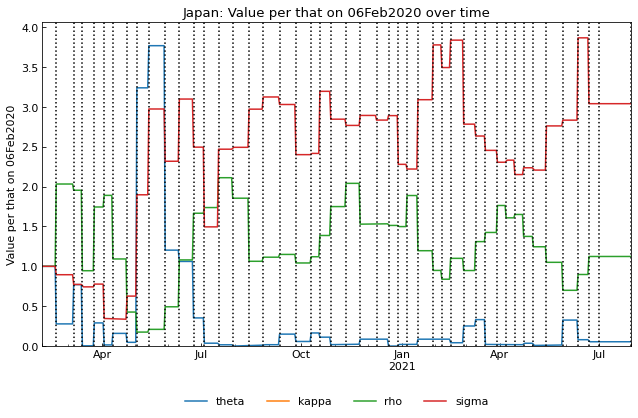 Japan: Value per that on 06Feb2020 over time
Value per that on 06Feb2020
4.0
3.5
3.0
2.5
2.0
1.5
1.0
0.5
0.0
Apr Jul Oct Jan Apr Jul
2021
theta kappa rho sigma